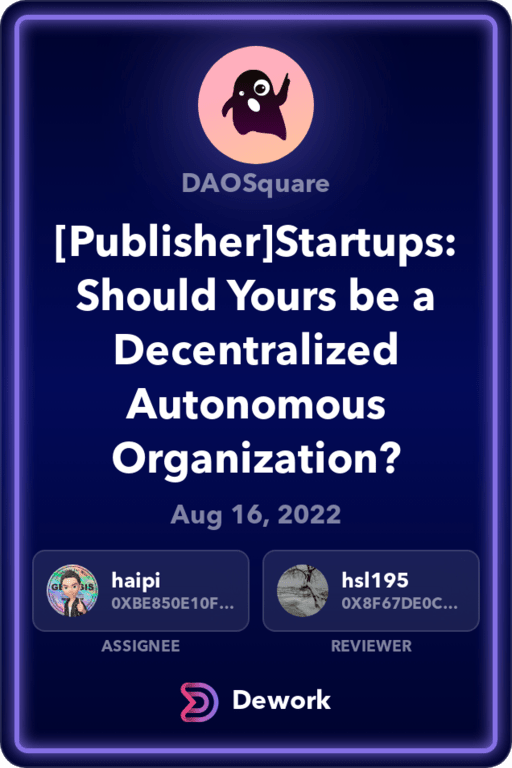 DAOSquare
[Publisher]Startups:
Should Yours be a
Decentralized
Autonomous
Organization?
Aug 16, 2022
haipi
0XBE850E10F...
ASSIGNEE
hsl195
0X8F67DE0C...
REVIEWER
Dework